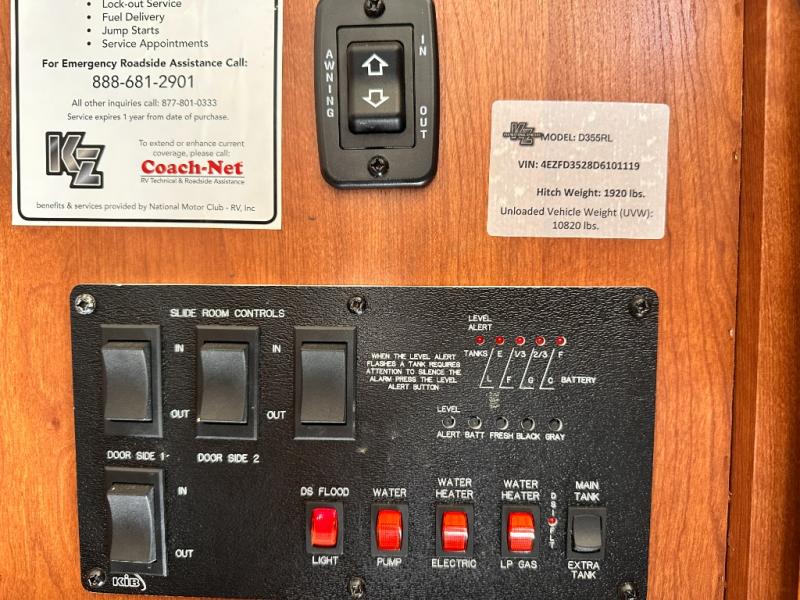 • Lock-out Service
• Fuel Delivery
• Jump Starts
• Service Appointments
For Emergency Roadside Assistance Call:
888-681-2901
All other inquiries call: 877-801-0333
Service expires 1 year from date of purchase.
KZ
To extend or enhance current
coverage, please call:
Coach-Net
RV Technical & Roadside Assistance
benefits & services provided by National Motor Club - RV, Inc
AWNING
IN
OUT
KZ MODEL: D355RL
VIN: 4EZFD3528D6101119
Hitch Weight: 1920 lbs.
Unloaded Vehicle Weight (UVW):
10820 lbs.
SLIDE ROOM CONTROLS
IN
OUT
IN
OUT
DOOR SIDE 1
DOOR SIDE 2
IN
OUT
KIB
WHEN THE LEVEL ALERT
FLASHES A TANK REQUIRES
ATTENTION TO SILENCE THE
ALARM PRESS THE LEVEL
ALERT BUTTON
LEVEL
ALERT
TANKS E 1/3 2/3 F
L F G C BATTERY
LEVEL
ALERT BATT FRESH BLACK GRAY
DS FLOOD
LIGHT
WATER
PUMP
WATER
HEATER
ELECTRIC
WATER
HEATER
LP GAS
DSI FLT
MAIN
TANK
EXTRA
TANK